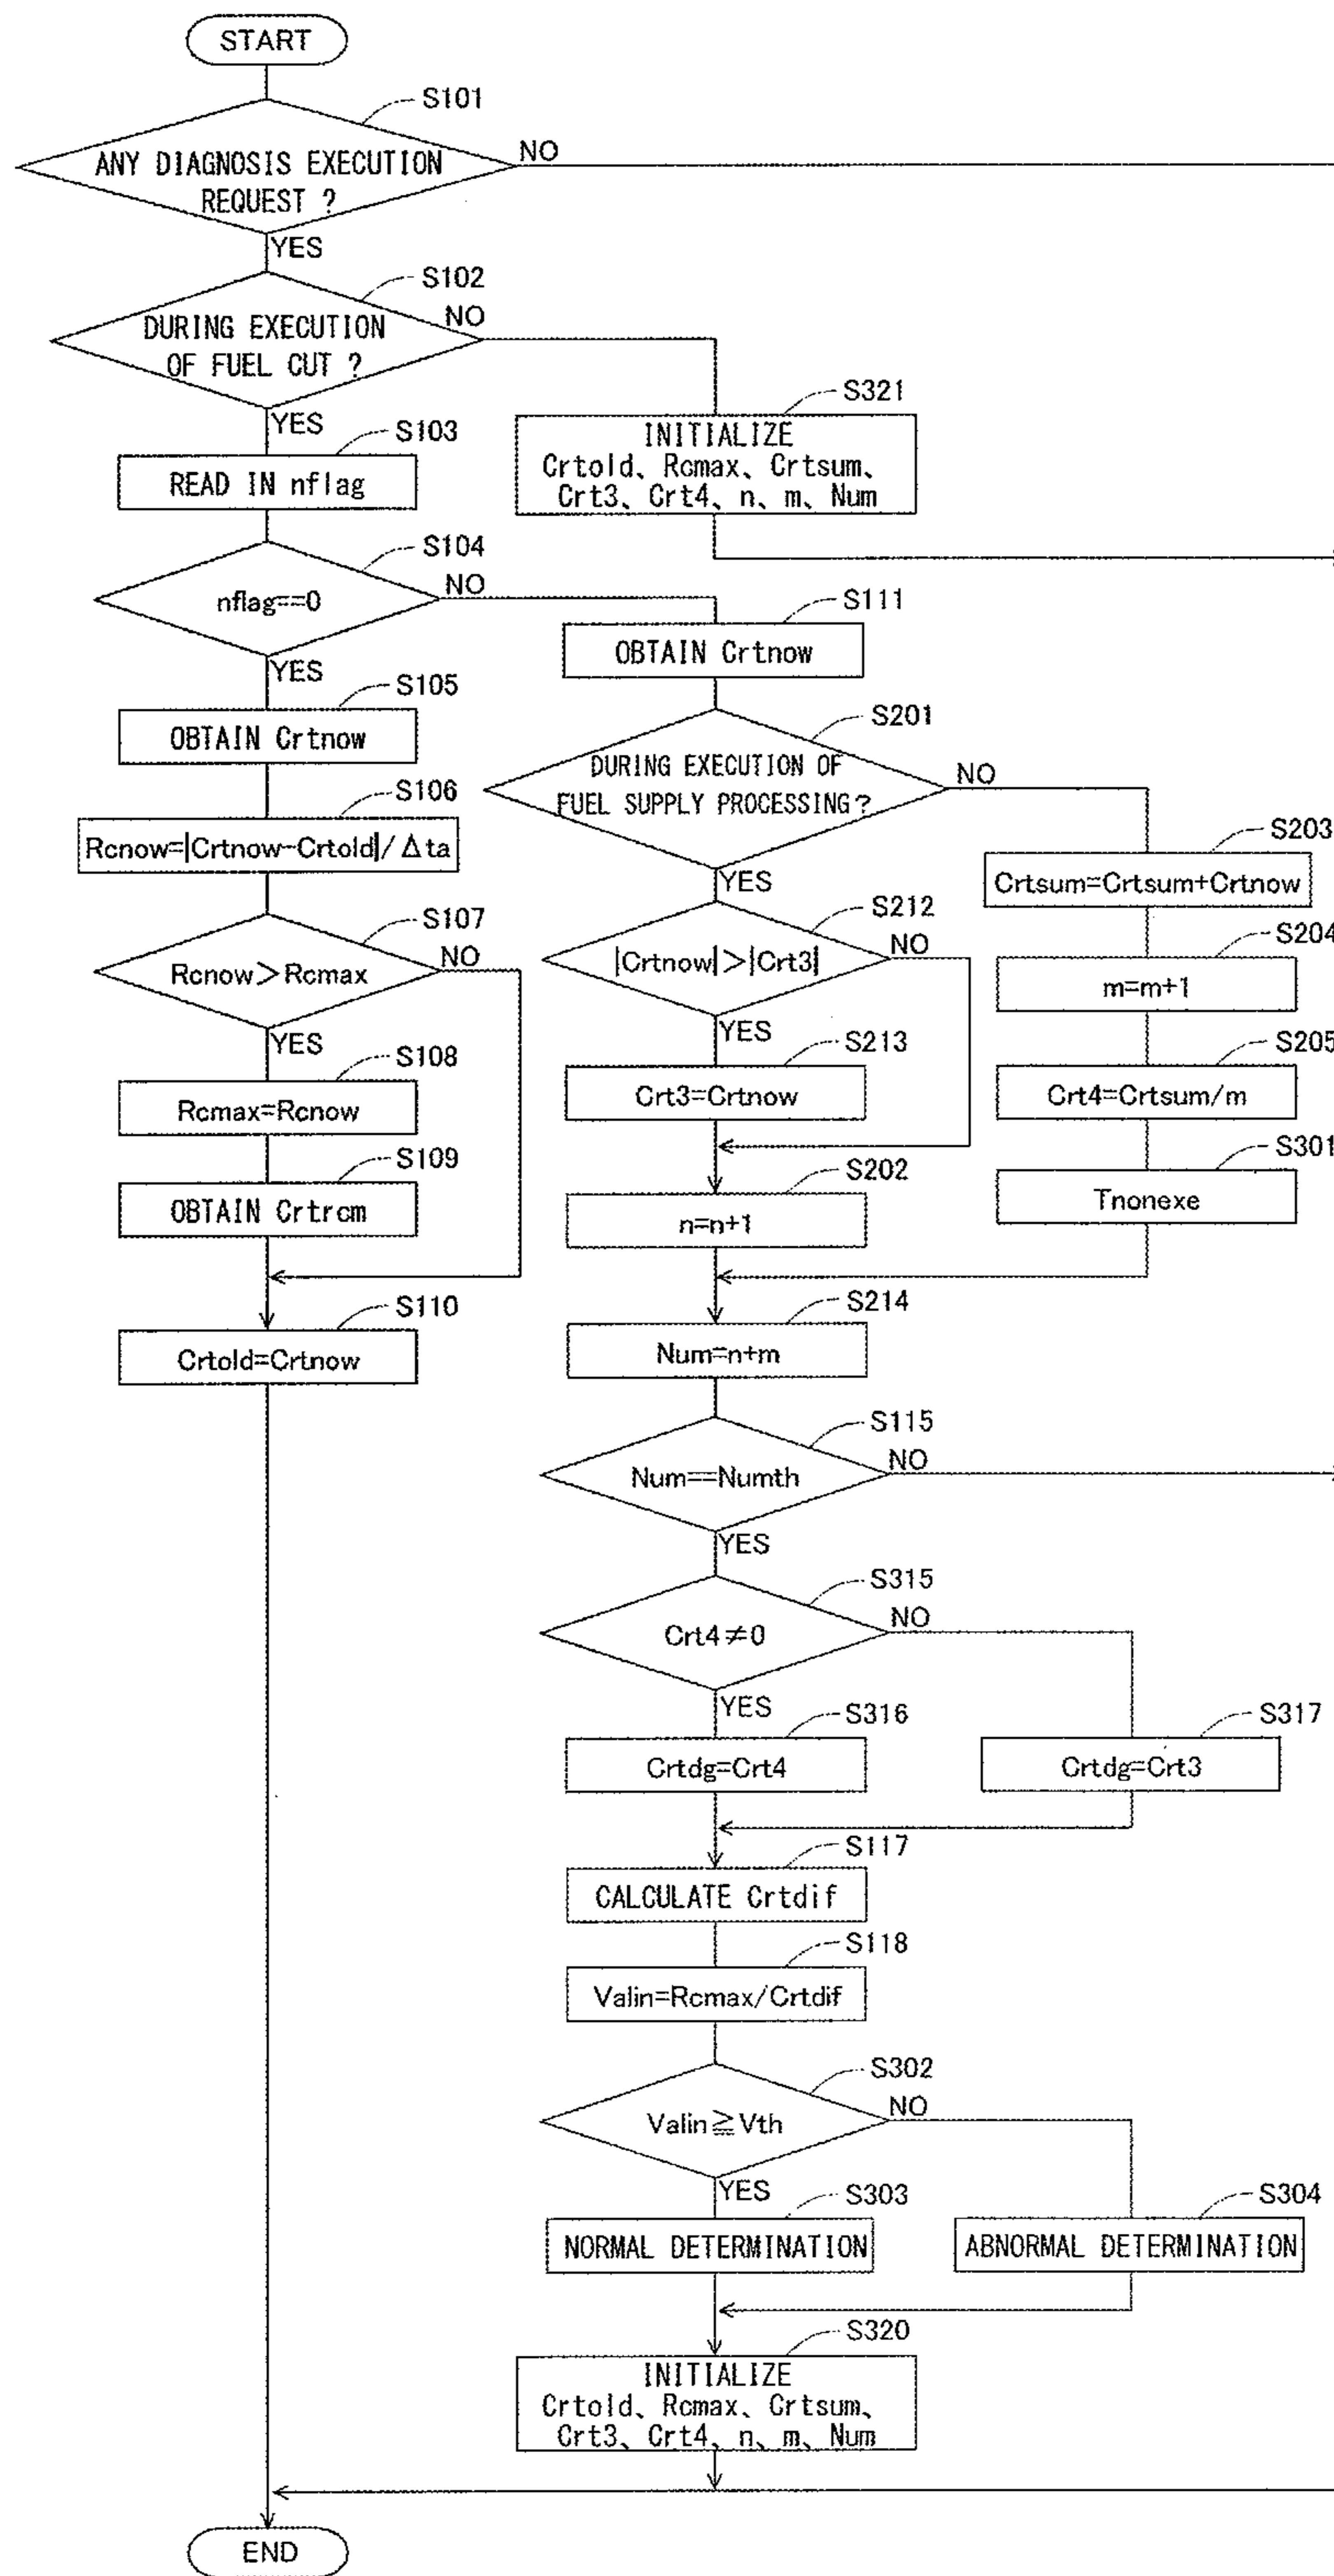 START
S101
ANY DIAGNOSIS EXECUTION
REQUEST ?
NO
YES
S102
DURING EXECUTION
OF FUEL CUT ?
NO
YES
S321
INITIALIZE
Crtold、Rcmax、Crtsum、
Crt3、Crt4、n、m、Num
S103
READ IN nflag
S104
nflag==0
NO
YES
S111
OBTAIN Crtnow
S105
OBTAIN Crtnow
S201
DURING EXECUTION OF
FUEL SUPPLY PROCESSING?
NO
YES
S106
Rcnow=|Crtnow-Crtold|/Δta
S203
Crtsum=Crtsum+Crtnow
S107
Rcnow>Rcmax
NO
YES
S212
|Crtnow|>|Crt3|
NO
YES
S204
m=m+1
S108
Rcmax=Rcnow
S213
Crt3=Crtnow
S205
Crt4=Crtsum/m
S109
OBTAIN Crtrcm
S202
n=n+1
S301
Tnonexe
S110
Crtold=Crtnow
S214
Num=n+m
S115
Num==Numth
NO
YES
S315
Crt4≠0
NO
YES
S316
Crtdg=Crt4
S317
Crtdg=Crt3
S117
CALCULATE Crtdif
S118
Valin=Rcmax/Crtdif
S302
Valin≧Vth
NO
YES
S303
NORMAL DETERMINATION
S304
ABNORMAL DETERMINATION
S320
INITIALIZE
Crtold、Rcmax、Crtsum、
Crt3、Crt4、n、m、Num
END